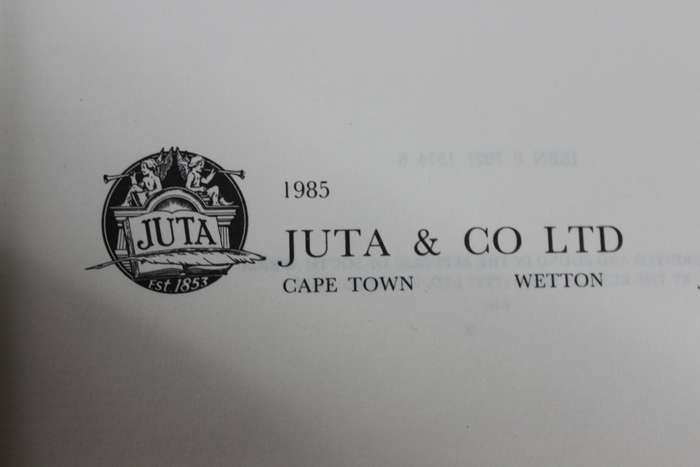 1985
JUTA
JUTA & CO LTD
Est. 1853
CAPE TOWN WETTON